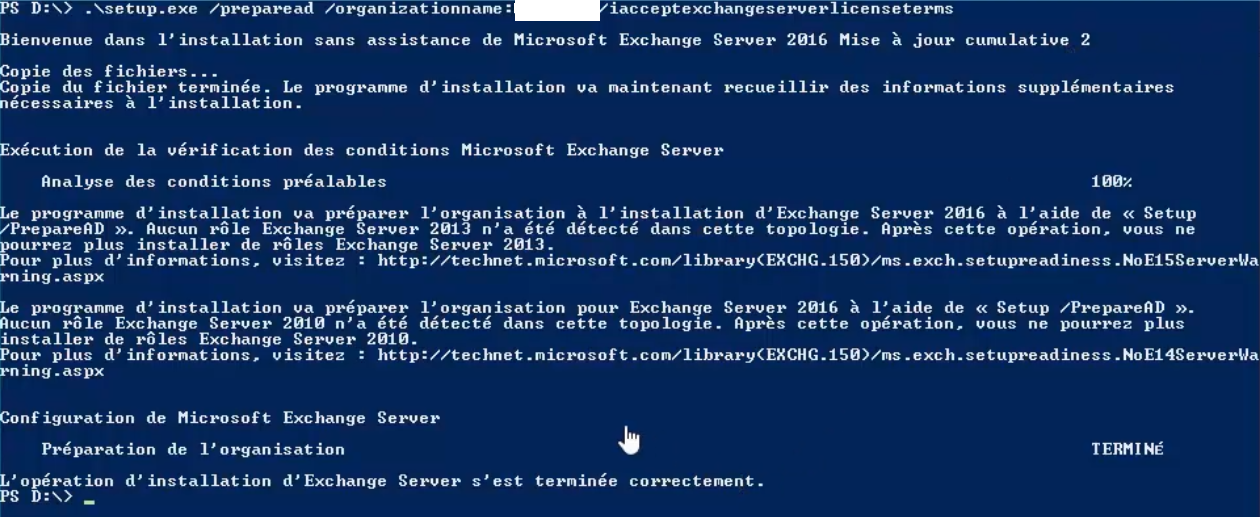 PS D:\> .\setup.exe /preparead /organizationname: /iacceptexchangeserverlicenseterms
Bienvenue dans l'installation sans assistance de Microsoft Exchange Server 2016 Mise à jour cumulative 2
Copie des fichiers...
Copie du fichier terminée. Le programme d'installation va maintenant recueillir des informations supplémentaires
nécessaires à l'installation.
Exécution de la vérification des conditions Microsoft Exchange Server
Analyse des conditions préalables 100%
Le programme d'installation va préparer l'organisation à l'installation d'Exchange Server 2016 à l'aide de « Setup
/PrepareAD ». Aucun rôle Exchange Server 2013 n'a été détecté dans cette topologie. Après cette opération, vous ne
pourrez plus installer de rôles Exchange Server 2013.
Pour plus d'informations, visitez : http://technet.microsoft.com/library(EXCHG.150)/ms.exch.setupreadiness.NoE15ServerWa
rning.aspx
Le programme d'installation va préparer l'organisation pour Exchange Server 2016 à l'aide de « Setup /PrepareAD ».
Aucun rôle Exchange Server 2010 n'a été détecté dans cette topologie. Après cette opération, vous ne pourrez plus
installer de rôles Exchange Server 2010.
Pour plus d'informations, visitez : http://technet.microsoft.com/library(EXCHG.150)/ms.exch.setupreadiness.NoE14ServerWa
rning.aspx
Configuration de Microsoft Exchange Server
Préparation de l'organisation TERMINé
L'opération d'installation d'Exchange Server s'est terminée correctement.
PS D:\>